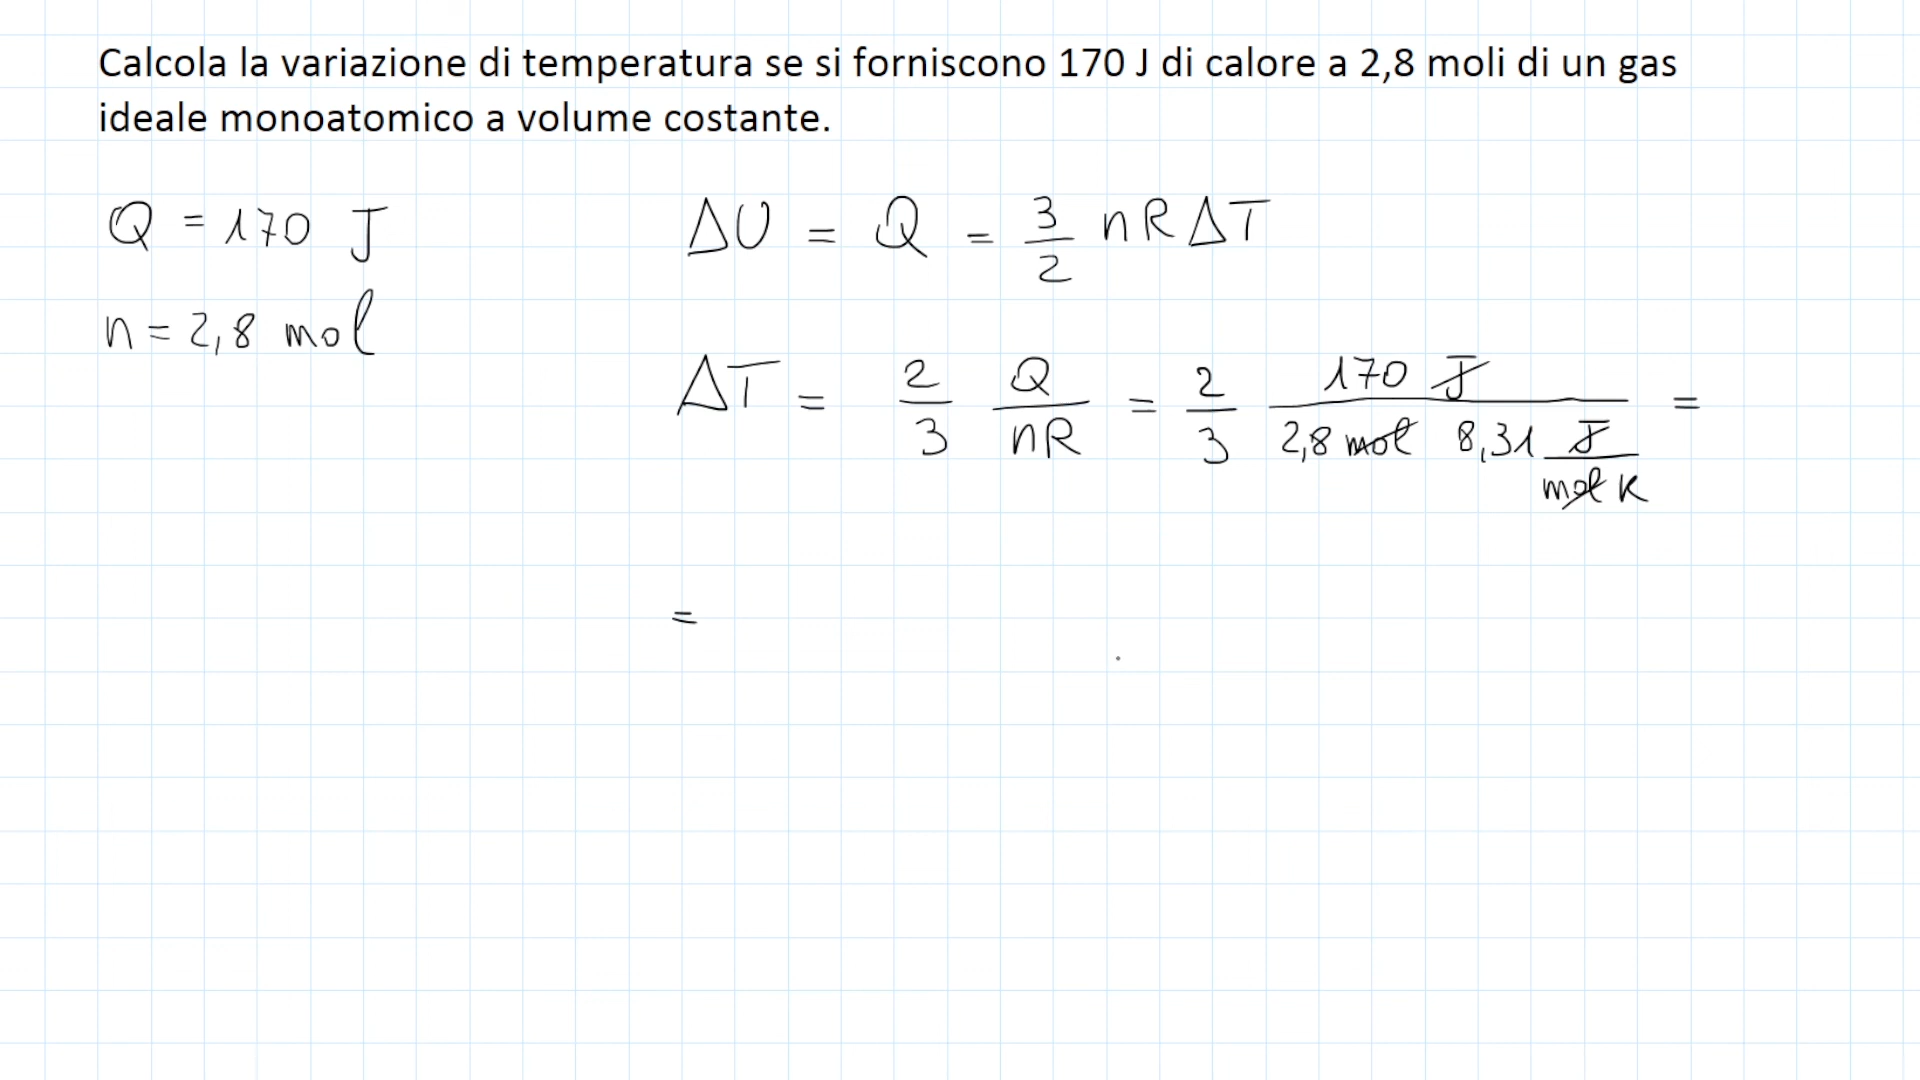 Calcola la variazione di temperatura se si forniscono 170 J di calore a 2,8 moli di un gas
ideale monoatomico a volume costante.
Q = 170 J
ΔU = Q = 3/2 nRΔT
n = 2,8 mol
ΔT = 2/3 Q/nR = 2/3 170 J / 2,8 mol 8,31 J/mol K =
=